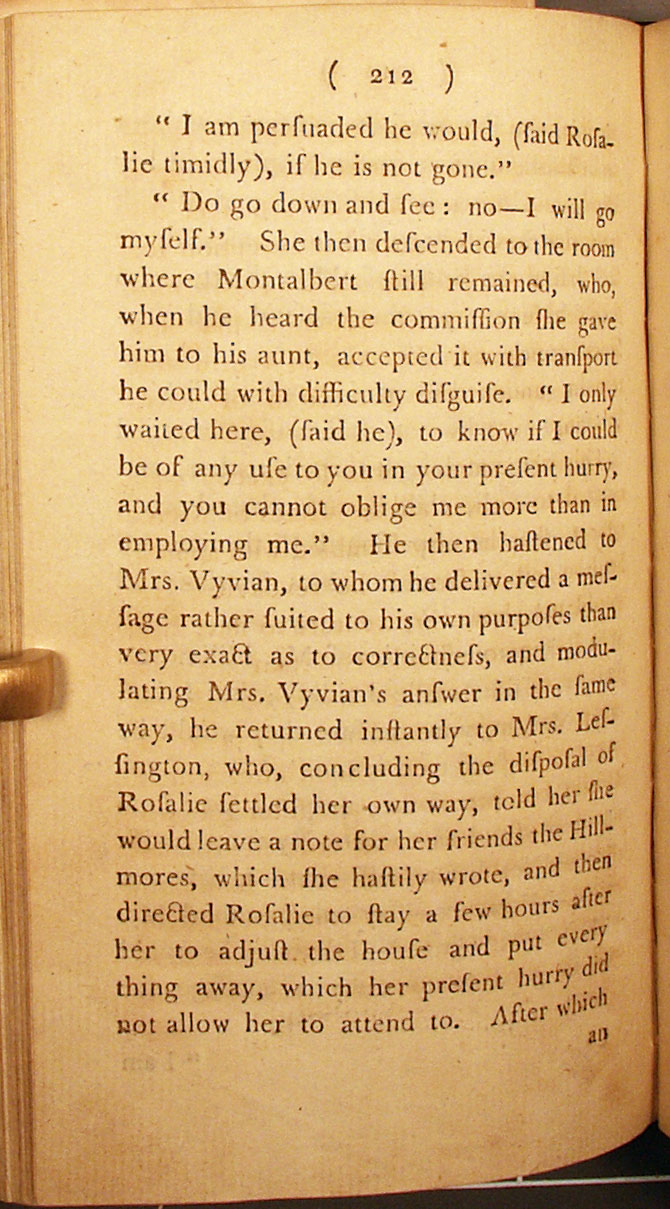 ( 212 )
“ I am perſuaded he would, (ſaid Roſa-
lie timidly), if he is not gone.”
“ Do go down and ſee : no—I will go
myſelf.” She then deſcended to the room
where Montalbert ſtill remained, who,
when he heard the commiſſion ſhe gave
him to his aunt, accepted it with tranſport
he could with difficulty diſguiſe. “ I only
waited here, (ſaid he), to know if I could
be of any uſe to you in your preſent hurry,
and you cannot oblige me more than in
employing me.” He then haſtened to
Mrs. Vyvian, to whom he delivered a meſ-
ſage rather ſuited to his own purpoſes than
very exact as to correctneſs, and modu-
lating Mrs. Vyvian’s anſwer in the ſame
way, he returned inſtantly to Mrs. Leſ-
ſington, who, concluding the diſpoſal of
Roſalie ſettled her own way, told her ſhe
would leave a note for her friends the Hill-
mores, which ſhe haſtily wrote, and then
directed Roſalie to ſtay a few hours after
her to adjuſt the houſe and put every
thing away, which her preſent hurry did
not allow her to attend to. After which
an